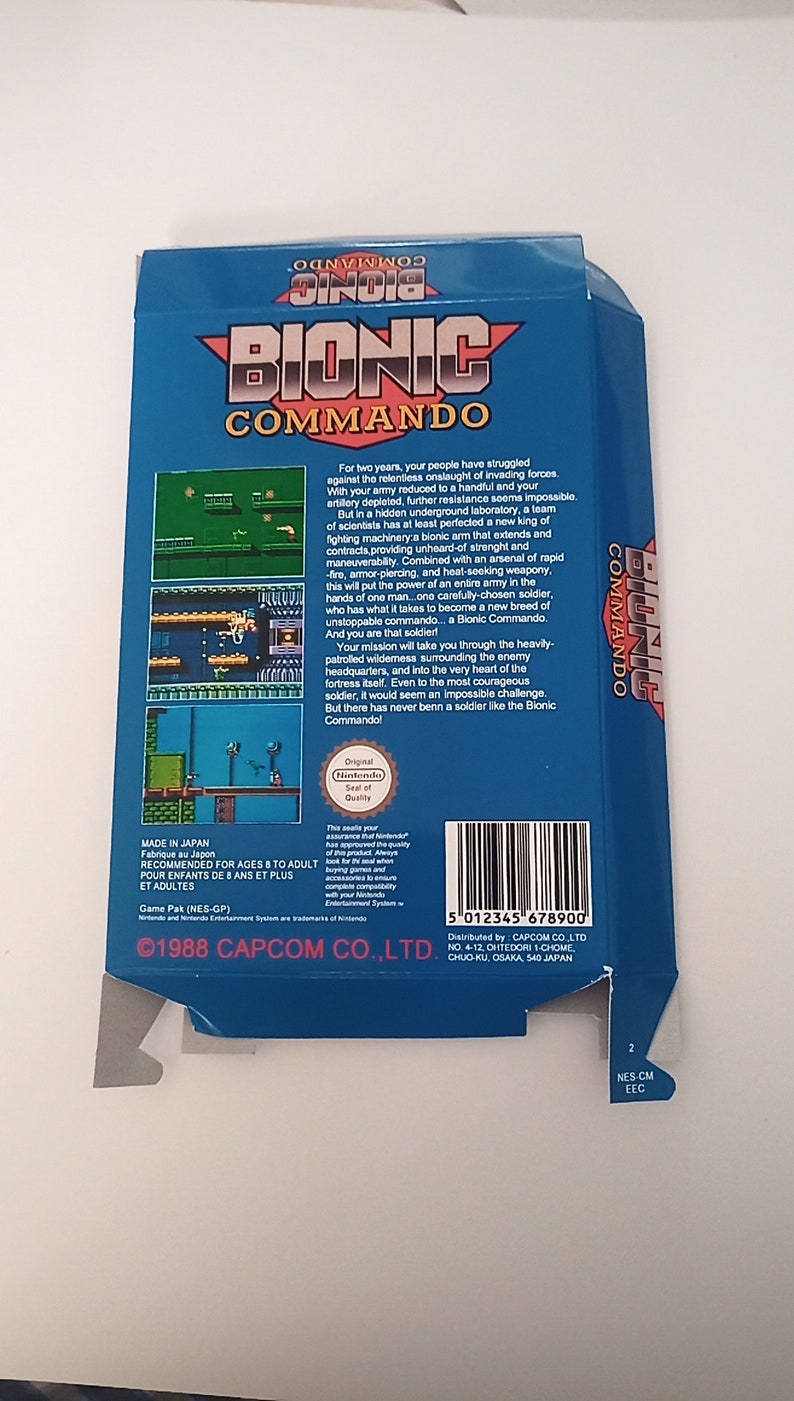 BIONIC
COMMANDO
BIONIC
COMMANDO
For two years, your people have struggled
against the relentless onslaught of invading forces.
With your army reduced to a handful and your
artillery depleted, further resistance seems impossible.
But in a hidden underground laboratory, a team
of scientists has at least perfected a new king of
fighting machinery:a bionic arm that extends and
contracts,providing unheard-of strenght and
maneuverability. Combined with an arsenal of rapid
-fire, armor-piercing, and heat-seeking weapony,
this will put the power af an entire army in the
hands of one man...one carefully-chosen soldier,
who has what it takes to become a new breed of
unstoppable commando... a Bionic Commando.
And you are that soldier!
Your mission will take you through the heavily-
patrolled wilderness surrounding the enemy
headquarters, and into the very heart of the
fortress itself. Even to the most courageous
soldier, it would seem an impossible challenge.
But there has never benn a soldier like the Bionic
Commando!
BIONIC
COMMANDO
Original
Nintendo
Seal of
Quality
This sealis your
assurance that Nintendo®
has approuved the quality
of this product. Always
look for thi seal when
buying games and
accessories to ensure
complete compatibility
with your Nintendo
Entertainment System ™
MADE IN JAPAN
Fabrique au Japon
RECOMMENDED FOR AGES 8 TO ADULT
POUR ENFANTS DE 8 ANS ET PLUS
ET ADULTES
Game Pak (NES-GP)
Nintendo and Nintendo Entertainment System are trademarks of Nintendo
©1988 CAPCOM CO.,LTD.
5 012345 678900
Distributed by : CAPCOM CO.,LTD
NO. 4-12, OHTEDORI 1-CHOME,
CHUO-KU, OSAKA, 540 JAPAN
2
NES-CM
EEC